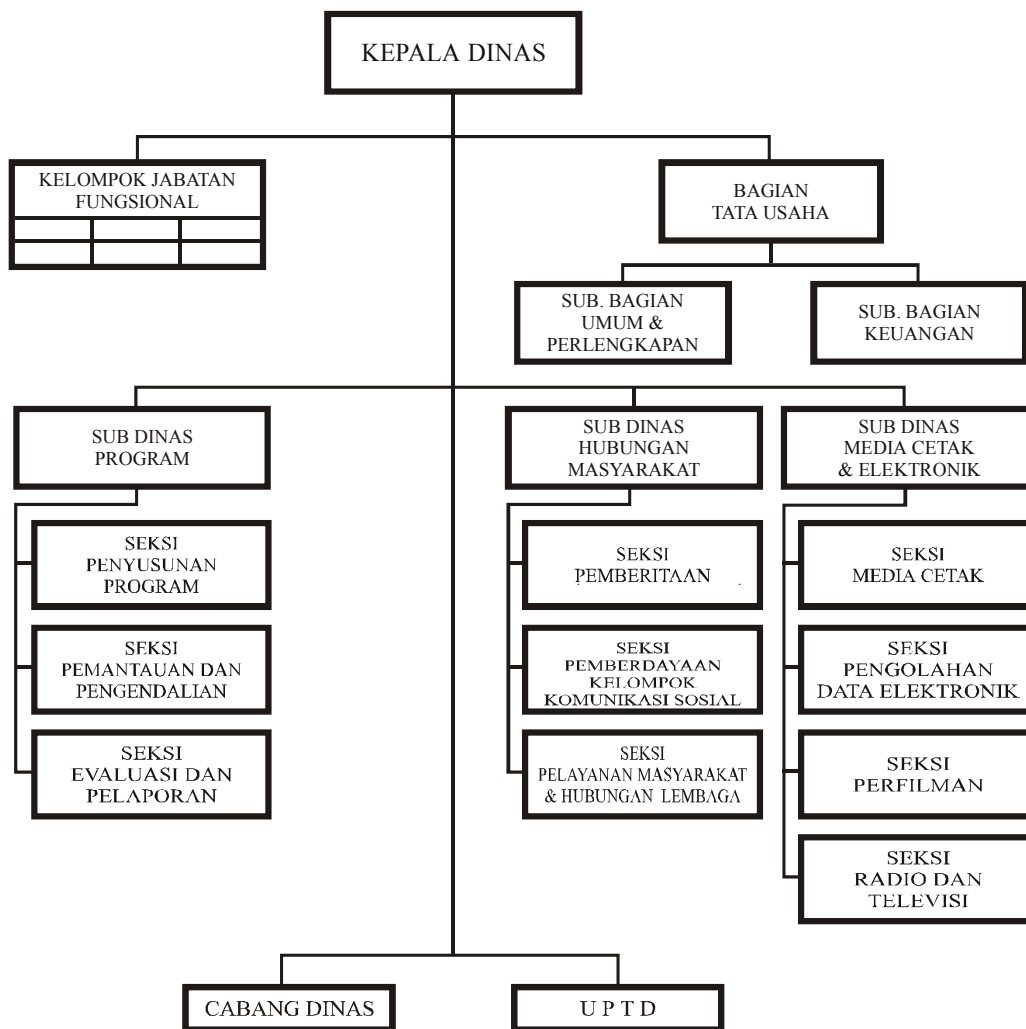 KEPALA DINAS
KELOMPOK JABATAN
FUNGSIONAL
BAGIAN
TATA USAHA
SUB. BAGIAN
UMUM &
PERLENGKAPAN
SUB. BAGIAN
KEUANGAN
SUB DINAS
PROGRAM
SUB DINAS
HUBUNGAN
MASYARAKAT
SUB DINAS
MEDIA CETAK
& ELEKTRONIK
SEKSI
PENYUSUNAN
PROGRAM
SEKSI
PEMANTAUAN DAN
PENGENDALIAN
SEKSI
EVALUASI DAN
PELAPORAN
SEKSI
PEMBERITAAN
SEKSI
PEMBERDAYAAN
KELOMPOK
KOMUNIKASI SOSIAL
SEKSI
PELAYANAN MASYARAKAT
& HUBUNGAN LEMBAGA
SEKSI
MEDIA CETAK
SEKSI
PENGOLAHAN
DATA ELEKTRONIK
SEKSI
PERFILMAN
SEKSI
RADIO DAN
TELEVISI
CABANG DINAS
U P T D